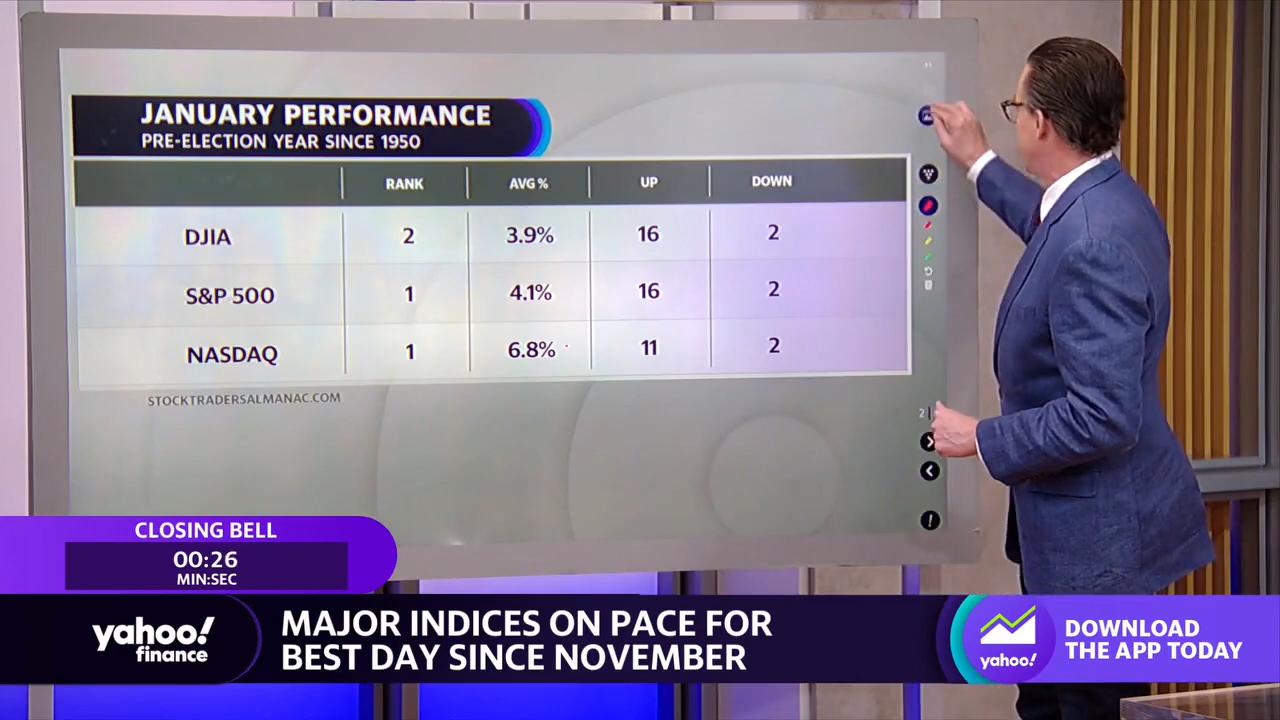 JANUARY PERFORMANCE
PRE-ELECTION YEAR SINCE 1950
RANK AVG % UP DOWN
DJIA 2 3.9% 16 2
S&P 500 1 4.1% 16 2
NASDAQ 1 6.8% 11 2
STOCKTRADERSALMANAC.COM
2
CLOSING BELL
00:26
MIN:SEC
yahoo!
finance
MAJOR INDICES ON PACE FOR
BEST DAY SINCE NOVEMBER
yahoo!
DOWNLOAD
THE APP TODAY